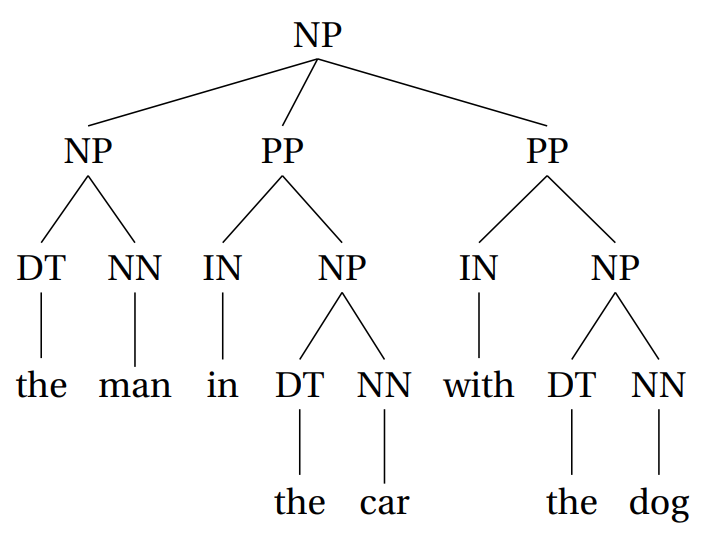 NP
NP PP PP
DT NN IN NP IN NP
the man in DT NN with DT NN
the car the dog